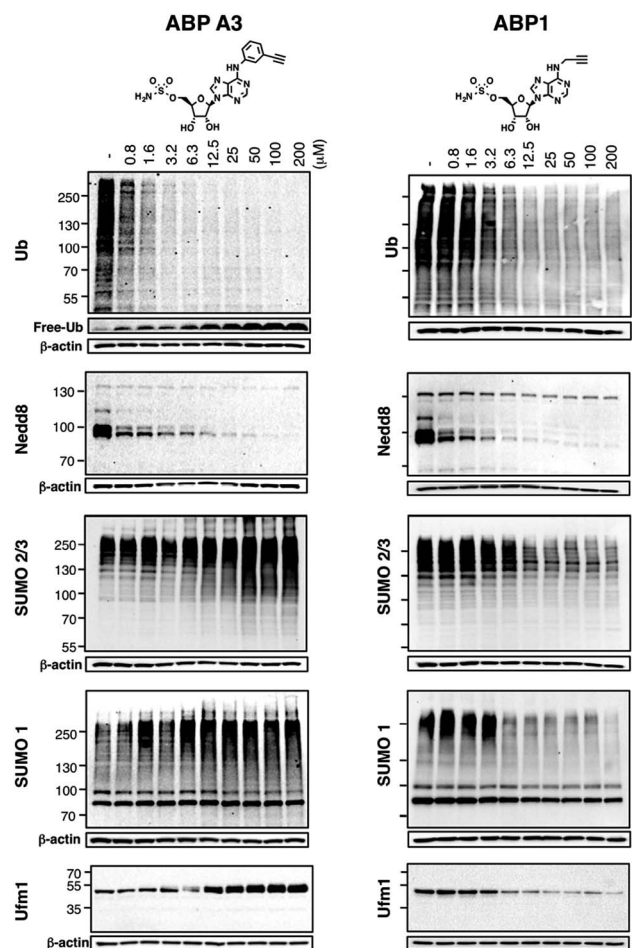 ABP A3
ABP1
HN
N
N
N
N
O O
S
O
H₂N
O
HO OH
HN
N
N
N
N
O O
S
O
H₂N
O
HO OH
- 0.8 1.6 3.2 6.3 12.5 25 50 100 200 (μM)
- 0.8 1.6 3.2 6.3 12.5 25 50 100 200
Ub
250
130
100
70
55
Free-Ub
β-actin
Ub
Nedd8
130
100
70
β-actin
Nedd8
SUMO 2/3
250
130
100
70
55
β-actin
SUMO 2/3
SUMO 1
250
130
100
70
β-actin
SUMO 1
Ufm1
70
55
35
β-actin
Ufm1